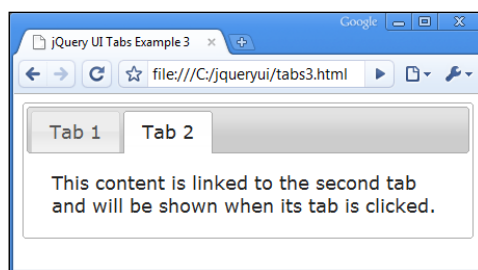 Google
jQuery UI Tabs Example 3
file:///C:/jqueryui/tabs3.html
Tab 1 Tab 2
This content is linked to the second tab
and will be shown when its tab is clicked.